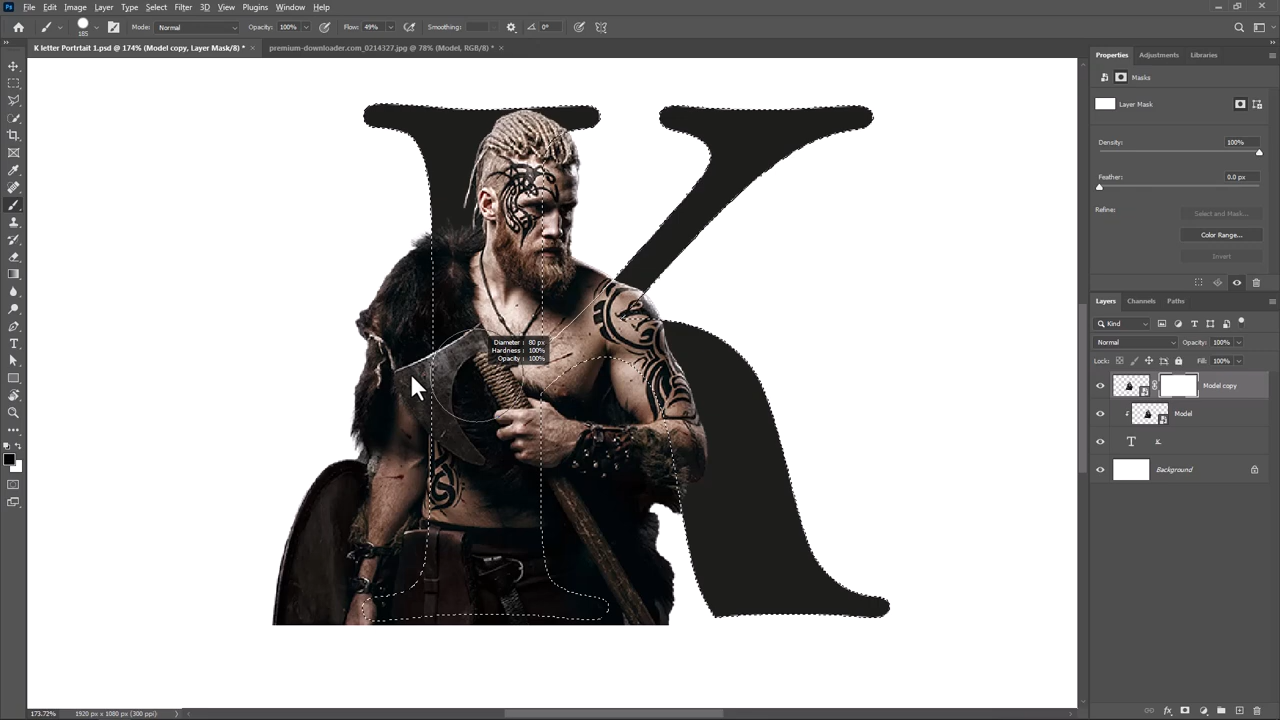 Ps File Edit Image Layer Type Select Filter 3D View Plugins Window Help
185 Mode: Normal Opacity: 100% Flow: 49% Smoothing: 0°
K letter Portrtait 1.psd @ 174% (Model copy, Layer Mask/8) * × premium-downloader.com_0214327.jpg @ 78% (Model, RGB/8) * ×
Properties Adjustments Libraries
Masks
Layer Mask
Density: 100%
Feather: 0.0 px
Refine: Select and Mask...
Color Range...
Invert
K
Diameter : 80 px
Hardness : 100%
Opacity : 100%
Layers Channels Paths
Kind
Normal Opacity: 100%
Lock: Fill: 100%
Model copy
Model
T K
Background
173.72% 1920 px x 1080 px (300 ppi)